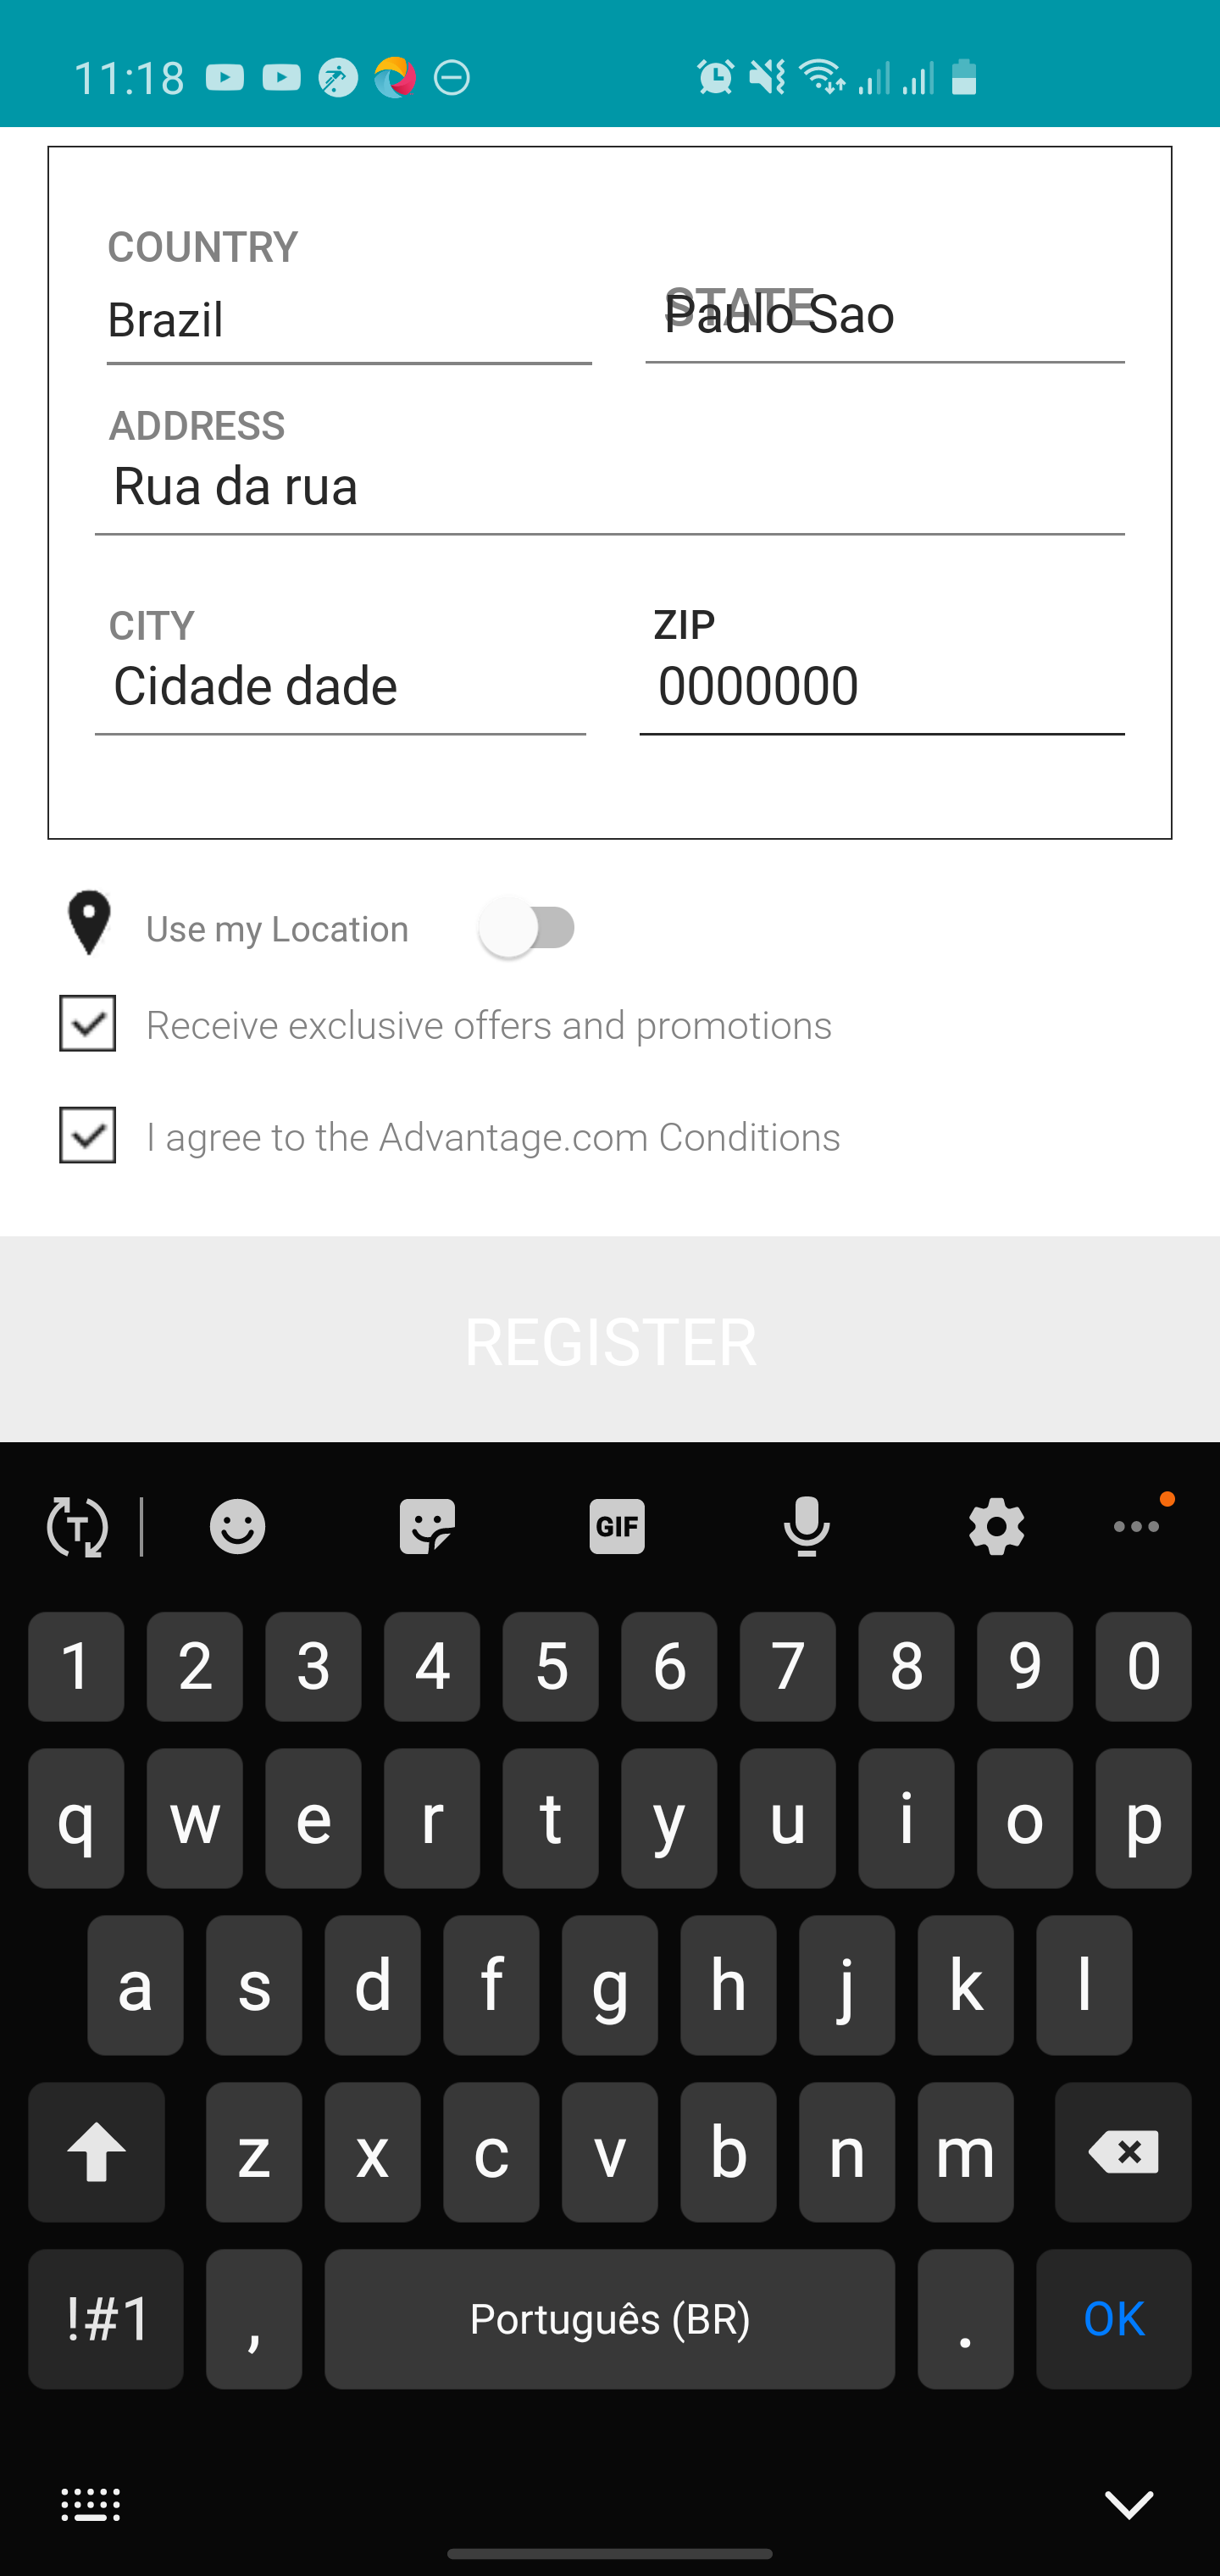 11:18
COUNTRY
Brazil
STATE
Paulo Sao
ADDRESS
Rua da rua
CITY
Cidade dade
ZIP
0000000
Use my Location
Receive exclusive offers and promotions
I agree to the Advantage.com Conditions
REGISTER
T
GIF
1 2 3 4 5 6 7 8 9 0
q w e r t y u i o p
a s d f g h j k l
z x c v b n m
!#1 , Português (BR) . OK